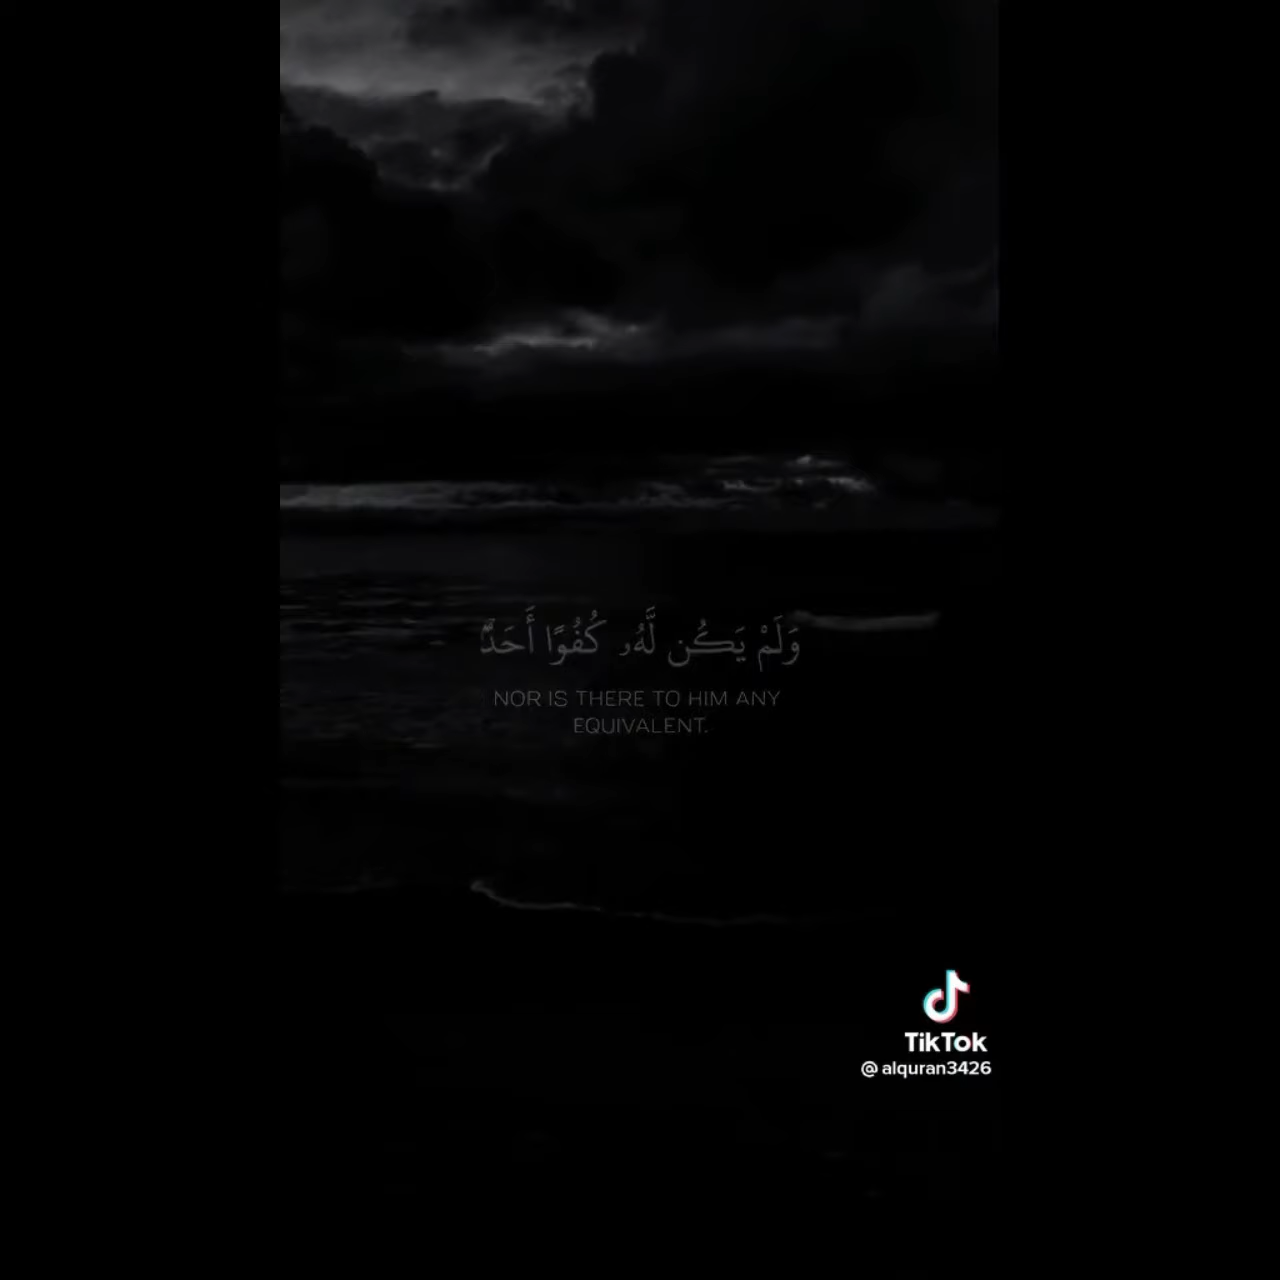 وَلَمْ يَكُن لَّهُۥ كُفُوًا أَحَدٌۢ
NOR IS THERE TO HIM ANY
EQUIVALENT.
TikTok
@ alquran3426